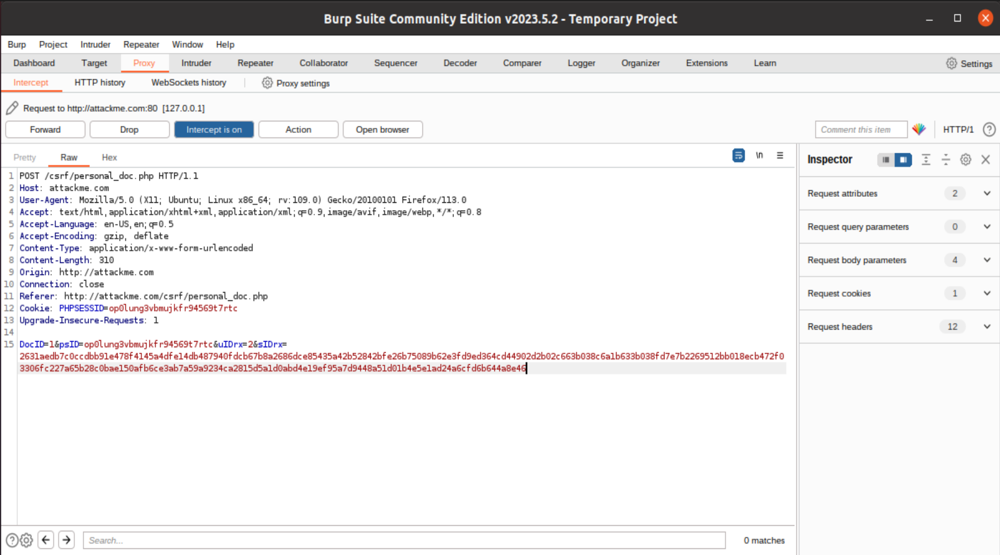 Burp Suite Community Edition v2023.5.2 - Temporary Project
Burp Project Intruder Repeater Window Help
Dashboard Target Proxy Intruder Repeater Collaborator Sequencer Decoder Comparer Logger Organizer Extensions Learn Settings
Intercept HTTP history WebSockets history Proxy settings
Request to http://attackme.com:80 [127.0.0.1]
Forward Drop Intercept is on Action Open browser Comment this item HTTP/1 ?
Pretty Raw Hex \n
Inspector
1 POST /csrf/personal_doc.php HTTP/1.1
2 Host: attackme.com
3 User-Agent: Mozilla/5.0 (X11; Ubuntu; Linux x86_64; rv:109.0) Gecko/20100101 Firefox/113.0
4 Accept: text/html,application/xhtml+xml,application/xml;q=0.9,image/avif,image/webp,*/*;q=0.8
5 Accept-Language: en-US,en;q=0.5
6 Accept-Encoding: gzip, deflate
7 Content-Type: application/x-www-form-urlencoded
8 Content-Length: 310
9 Origin: http://attackme.com
10 Connection: close
11 Referer: http://attackme.com/csrf/personal_doc.php
12 Cookie: PHPSESSID=op0lung3vbmujkfr94569t7rtc
13 Upgrade-Insecure-Requests: 1
14
15 DocID=1&psID=op0lung3vbmujkfr94569t7rtc&uIDrx=2&sIDrx=
2631aedb7c0ccdbb91e478f4145a4dfe14db487940fdcb67b8a2686dce85435a42b52842bfe26b75089b62e3fd9ed364cd44902d2b02c663b038c6a1b633b038fd7e7b2269512bb018ecb472f0
3306fc227a65b28c0bae150afb6ce3ab7a59a9234ca2815d5a1d0abd4e19ef95a7d9448a51d01b4e5e1ad24a6cfd6b644a8e46
Request attributes 2
Request query parameters 0
Request body parameters 4
Request cookies 1
Request headers 12
? Search... 0 matches